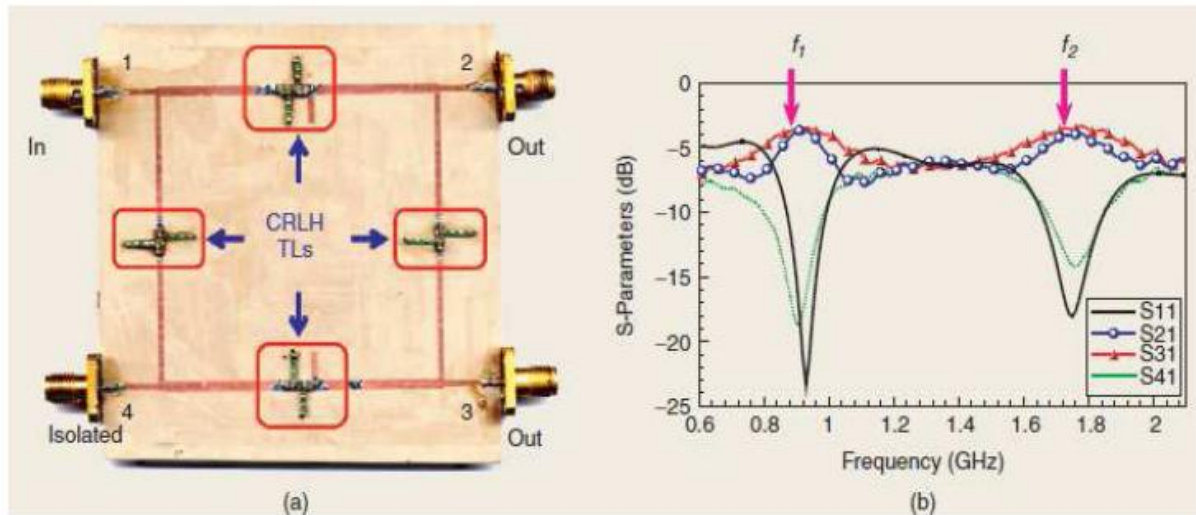 1
2
In
Out
CRLH
TLs
4
3
Isolated
Out
(a)
f1
f2
S-Parameters (dB)
0
−5
−10
−15
−20
−25
0.6 0.8 1 1.2 1.4 1.6 1.8 2
Frequency (GHz)
S11
S21
S31
S41
(b)